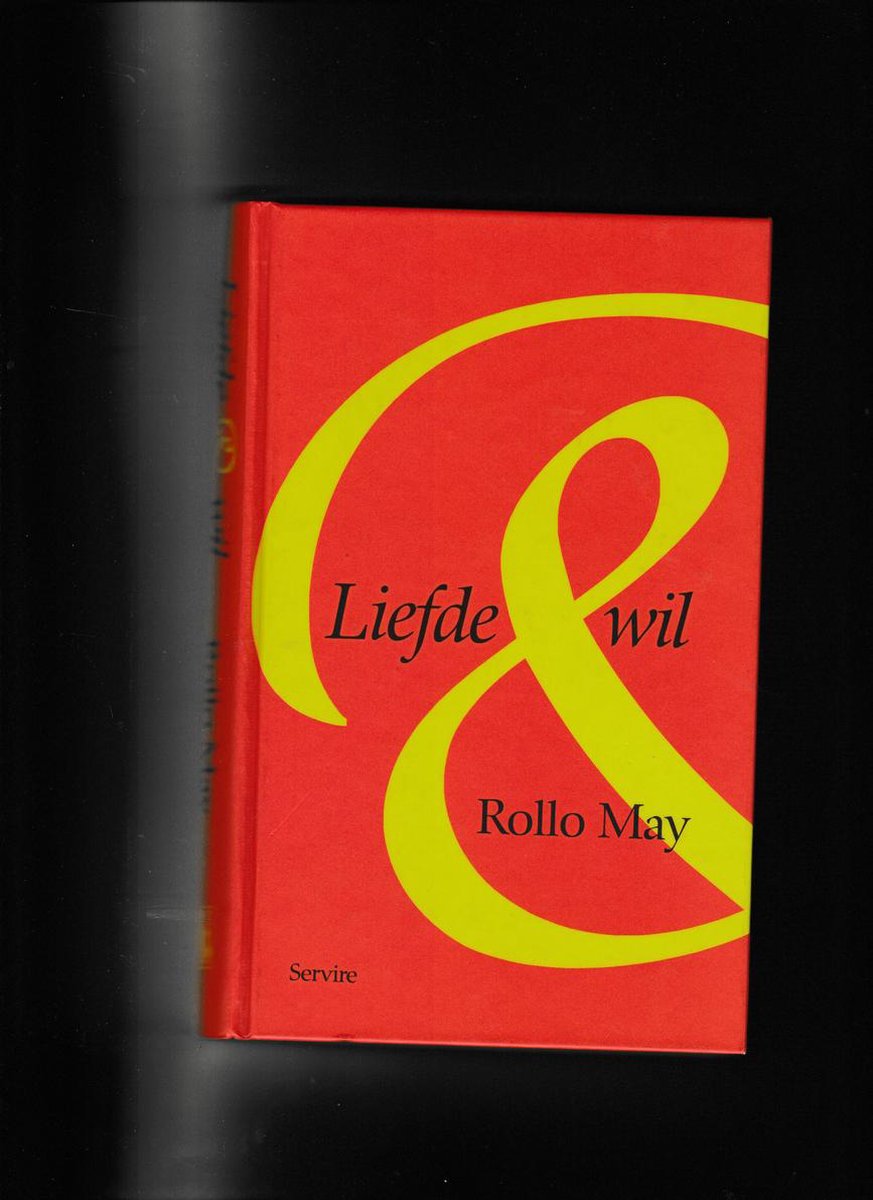 Liefde & wil
Rollo May
Servire